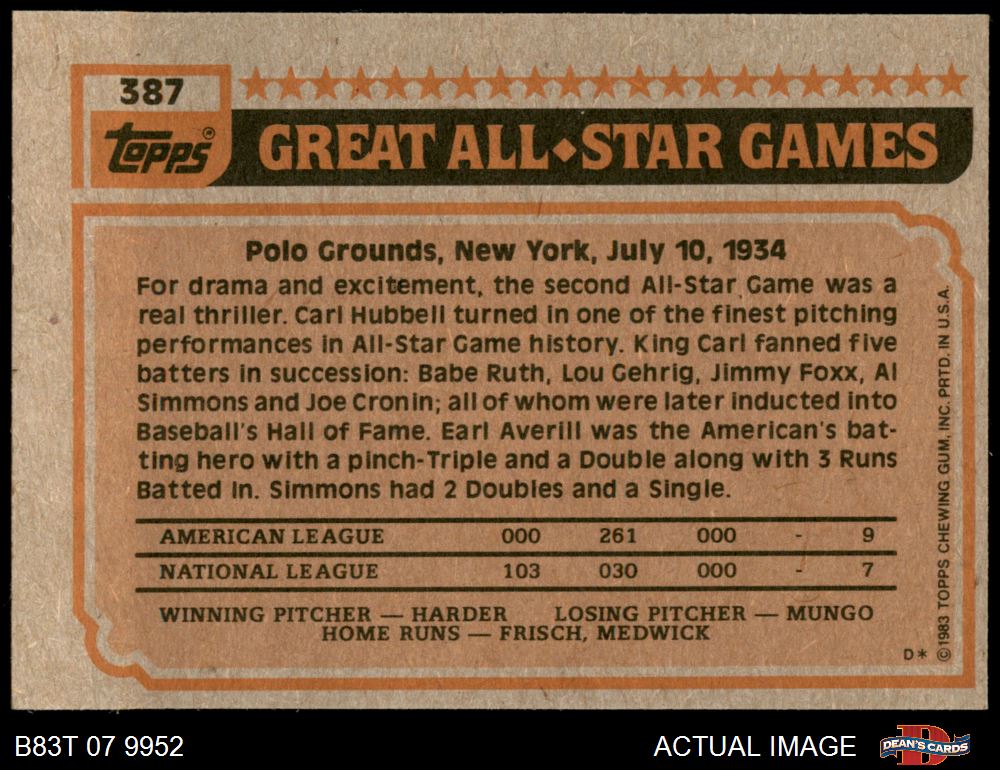 387
Topps®
GREAT ALL◆STAR GAMES
Polo Grounds, New York, July 10, 1934
For drama and excitement, the second All-Star Game was a
real thriller. Carl Hubbell turned in one of the finest pitching
performances in All-Star Game history. King Carl fanned five
batters in succession: Babe Ruth, Lou Gehrig, Jimmy Foxx, Al
Simmons and Joe Cronin; all of whom were later inducted into
Baseball's Hall of Fame. Earl Averill was the American's bat-
ting hero with a pinch-Triple and a Double along with 3 Runs
Batted In. Simmons had 2 Doubles and a Single.
AMERICAN LEAGUE 000 261 000 - 9
NATIONAL LEAGUE 103 030 000 - 7
WINNING PITCHER — HARDER LOSING PITCHER — MUNGO
HOME RUNS — FRISCH, MEDWICK
D*
©1983 TOPPS CHEWING GUM, INC. PRTD. IN U.S.A.
B83T 07 9952
ACTUAL IMAGE
D
DEAN'S CARDS